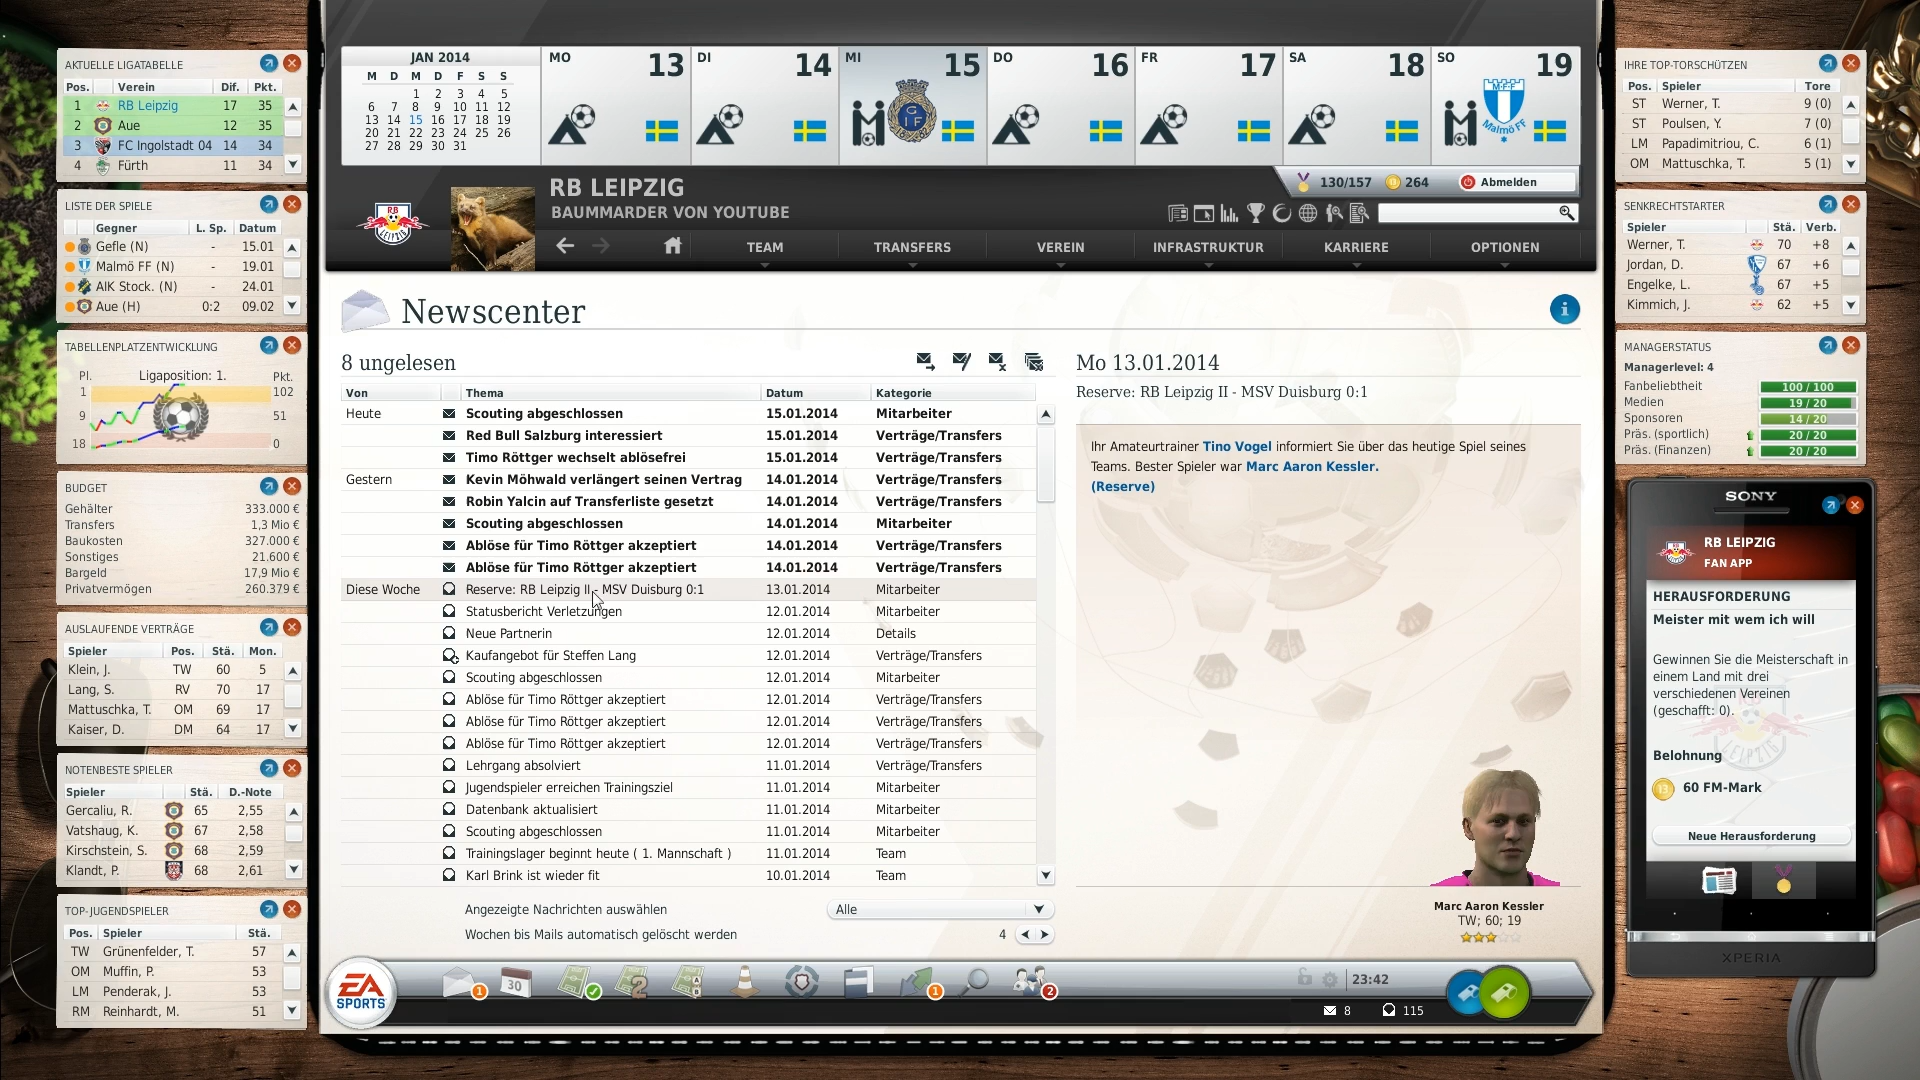 AKTUELLE LIGATABELLE
Pos. Verein Dif. Pkt.
1 RB Leipzig 17 35
2 Aue 12 35
3 FC Ingolstadt 04 14 34
4 Fürth 11 34
LISTE DER SPIELE
Gegner L. Sp. Datum
Gefle (N) - 15.01
Malmö FF (N) - 19.01
AIK Stock. (N) - 24.01
Aue (H) 0:2 09.02
TABELLENPLATZENTWICKLUNG
Pl. Ligaposition: 1. Pkt.
1 102
9 51
18 0
BUDGET
Gehälter 333.000 €
Transfers 1,3 Mio €
Baukosten 327.000 €
Sonstiges 21.600 €
Bargeld 17,9 Mio €
Privatvermögen 260.379 €
AUSLAUFENDE VERTRÄGE
Spieler Pos. Stä. Mon.
Klein, J. TW 60 5
Lang, S. RV 70 17
Mattuschka, T. OM 69 17
Kaiser, D. DM 64 17
NOTENBESTE SPIELER
Spieler Stä. D.-Note
Gercaliu, R. 65 2,55
Vatshaug, K. 67 2,58
Kirschstein, S. 68 2,59
Klandt, P. 68 2,61
TOP-JUGENDSPIELER
Pos. Spieler Stä.
TW Grünenfelder, T. 57
OM Muffin, P. 53
LM Penderak, J. 53
RM Reinhardt, M. 51
JAN 2014
M D M D F S S
1 2 3 4 5
6 7 8 9 10 11 12
13 14 15 16 17 18 19
20 21 22 23 24 25 26
27 28 29 30 31
MO 13
DI 14
MI 15
GIF
DO 16
FR 17
SA 18
SO 19
M.F.F
Malmö FF
130/157 264 Abmelden
RB LEIPZIG
BAUMMARDER VON YOUTUBE
RB
LEIPZIG
TEAM TRANSFERS VEREIN INFRASTRUKTUR KARRIERE OPTIONEN
Newscenter
8 ungelesen
Von Thema Datum Kategorie
Heute Scouting abgeschlossen 15.01.2014 Mitarbeiter
Red Bull Salzburg interessiert 15.01.2014 Verträge/Transfers
Timo Röttger wechselt ablösefrei 15.01.2014 Verträge/Transfers
Gestern Kevin Möhwald verlängert seinen Vertrag 14.01.2014 Verträge/Transfers
Robin Yalcin auf Transferliste gesetzt 14.01.2014 Verträge/Transfers
Scouting abgeschlossen 14.01.2014 Mitarbeiter
Ablöse für Timo Röttger akzeptiert 14.01.2014 Verträge/Transfers
Ablöse für Timo Röttger akzeptiert 14.01.2014 Verträge/Transfers
Diese Woche Reserve: RB Leipzig II - MSV Duisburg 0:1 13.01.2014 Mitarbeiter
Statusbericht Verletzungen 12.01.2014 Mitarbeiter
Neue Partnerin 12.01.2014 Details
Kaufangebot für Steffen Lang 12.01.2014 Verträge/Transfers
Scouting abgeschlossen 12.01.2014 Mitarbeiter
Ablöse für Timo Röttger akzeptiert 12.01.2014 Verträge/Transfers
Ablöse für Timo Röttger akzeptiert 12.01.2014 Verträge/Transfers
Ablöse für Timo Röttger akzeptiert 12.01.2014 Verträge/Transfers
Lehrgang absolviert 11.01.2014 Verträge/Transfers
Jugendspieler erreichen Trainingsziel 11.01.2014 Mitarbeiter
Datenbank aktualisiert 11.01.2014 Mitarbeiter
Scouting abgeschlossen 11.01.2014 Mitarbeiter
Trainingslager beginnt heute ( 1. Mannschaft ) 11.01.2014 Team
Karl Brink ist wieder fit 10.01.2014 Team
Angezeigte Nachrichten auswählen Alle
Wochen bis Mails automatisch gelöscht werden 4
Mo 13.01.2014
Reserve: RB Leipzig II - MSV Duisburg 0:1
Ihr Amateurtrainer Tino Vogel informiert Sie über das heutige Spiel seines
Teams. Bester Spieler war Marc Aaron Kessler.
(Reserve)
Marc Aaron Kessler
TW; 60; 19
EA
SPORTS
1 30 2 1 2
23:42
8 115
IHRE TOP-TORSCHÜTZEN
Pos. Spieler Tore
ST Werner, T. 9 (0)
ST Poulsen, Y. 7 (0)
LM Papadimitriou, C. 6 (1)
OM Mattuschka, T. 5 (1)
SENKRECHTSTARTER
Spieler Stä. Verb.
Werner, T. 70 +8
Jordan, D. 67 +6
Engelke, L. 67 +5
Kimmich, J. 62 +5
MANAGERSTATUS
Managerlevel: 4
Fanbeliebtheit 100 / 100
Medien 19 / 20
Sponsoren 14 / 20
Präs. (sportlich) 20 / 20
Präs. (Finanzen) 20 / 20
SONY
RB LEIPZIG
FAN APP
HERAUSFORDERUNG
Meister mit wem ich will
Gewinnen Sie die Meisterschaft in
einem Land mit drei
verschiedenen Vereinen
(geschafft: 0).
Belohnung
13 60 FM-Mark
Neue Herausforderung
XPERIA